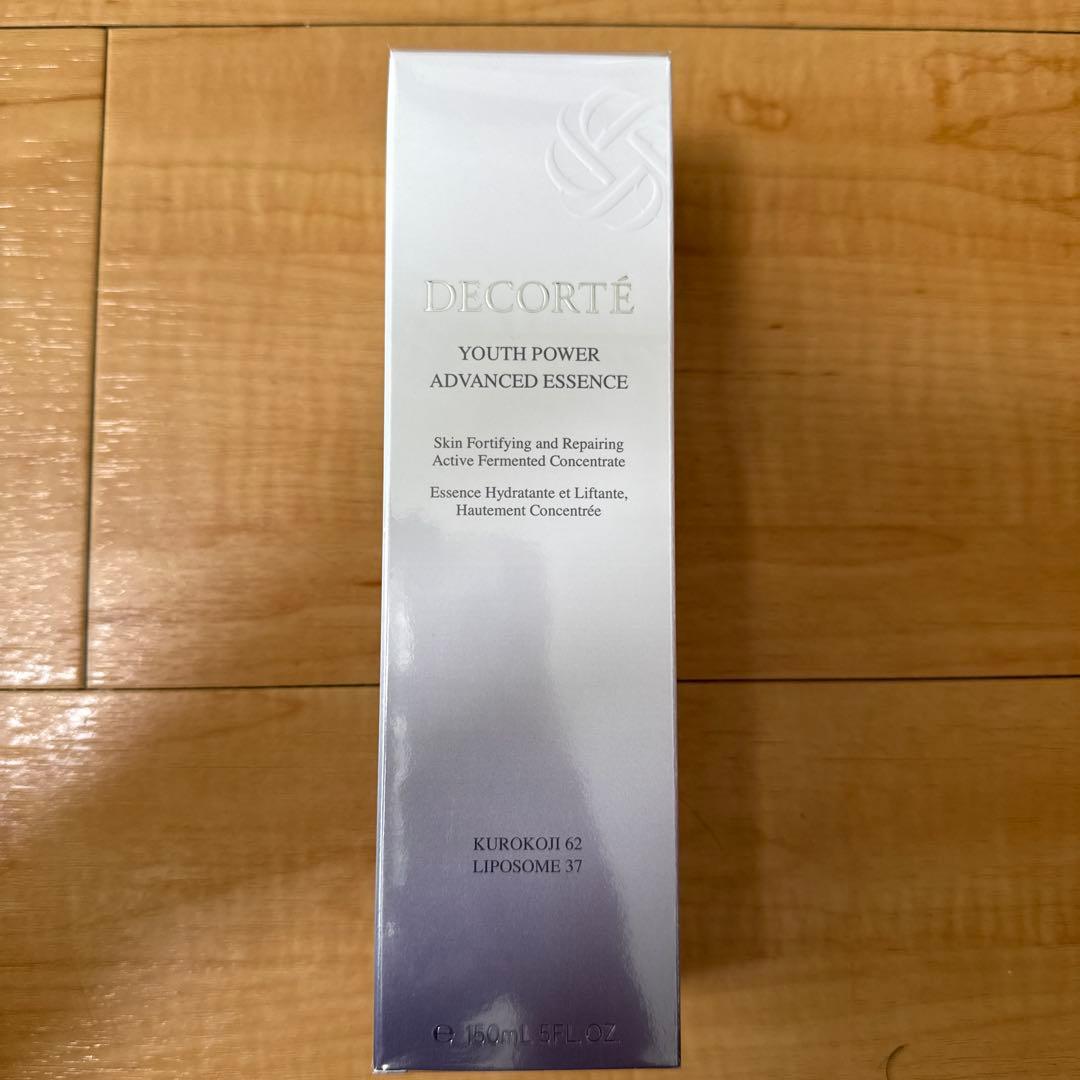 DECORTÉ
YOUTH POWER
ADVANCED ESSENCE
Skin Fortifying and Repairing
Active Fermented Concentrate
Essence Hydratante et Liftante,
Hautement Concentrée
KUROKOJI 62
LIPOSOME 37
℮ 150mL 5FL.OZ.